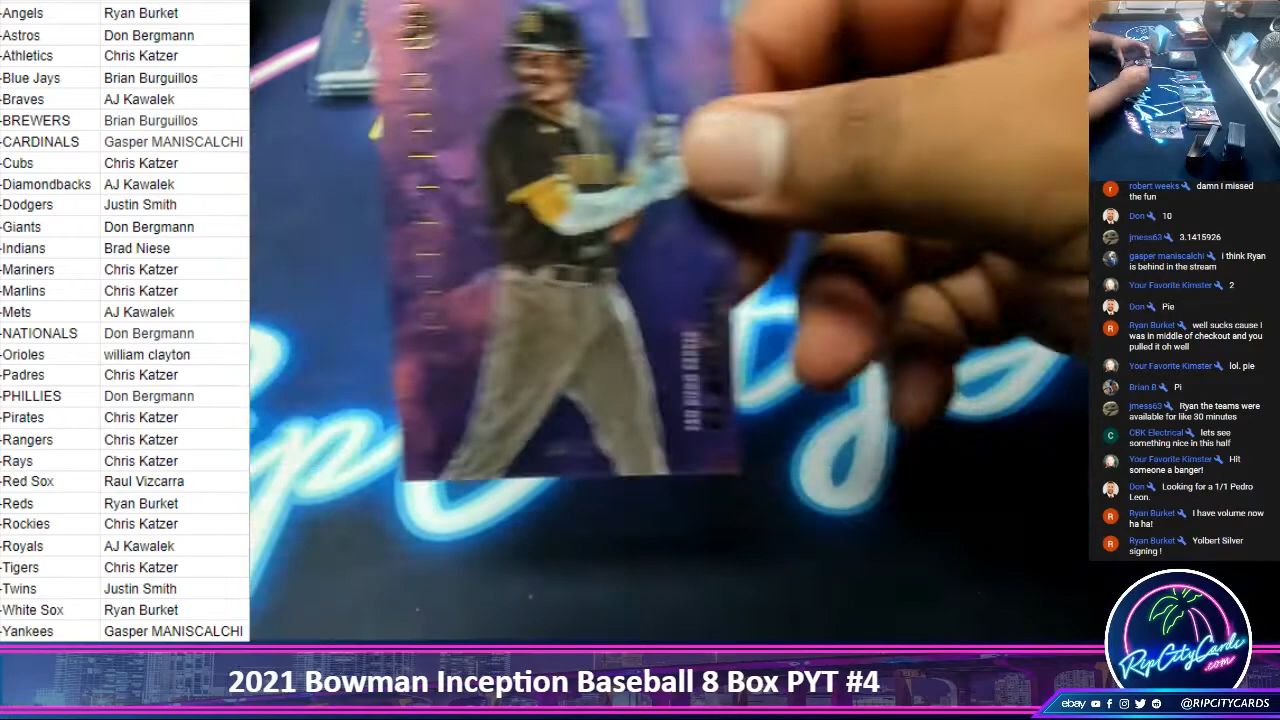 -Angels Ryan Burket
-Astros Don Bergmann
-Athletics Chris Katzer
-Blue Jays Brian Burguillos
-Braves AJ Kawalek
-BREWERS Brian Burguillos
-CARDINALS Gasper MANISCALCHI
-Cubs Chris Katzer
-Diamondbacks AJ Kawalek
-Dodgers Justin Smith
-Giants Don Bergmann
-Indians Brad Niese
-Mariners Chris Katzer
-Marlins Chris Katzer
-Mets AJ Kawalek
-NATIONALS Don Bergmann
-Orioles william clayton
-Padres Chris Katzer
-PHILLIES Don Bergmann
-Pirates Chris Katzer
-Rangers Chris Katzer
-Rays Chris Katzer
-Red Sox Raul Vizcarra
-Reds Ryan Burket
-Rockies Chris Katzer
-Royals AJ Kawalek
-Tigers Chris Katzer
-Twins Justin Smith
-White Sox Ryan Burket
-Yankees Gasper MANISCALCHI
SAN DIEGO PADRES
robert weeks damn I missed
the fun
Don 10
jmess63 3.1415926
gasper maniscalchi i think Ryan
is behind in the stream
Your Favorite Kimster 2
Don Pie
Ryan Burket well sucks cause I
was in middle of checkout and you
pulled it oh well
Your Favorite Kimster lol. pie
Brian B Pi
jmess63 Ryan the teams were
available for like 30 minutes
CBK Electrical lets see
something nice in this half
Your Favorite Kimster Hit
someone a banger!
Don Looking for a 1/1 Pedro
Leon.
Ryan Burket I have volume now
ha ha!
Ryan Burket Yolbert Silver
signing !
RipCityCards
.com
2021 Bowman Inception Baseball 8 Box PYT #4
ebay @RIPCITYCARDS